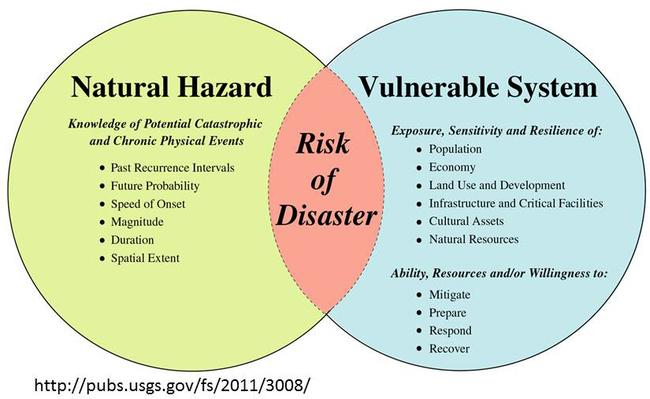 Natural Hazard
Knowledge of Potential Catastrophic
and Chronic Physical Events
• Past Recurrence Intervals
• Future Probability
• Speed of Onset
• Magnitude
• Duration
• Spatial Extent
Risk
of
Disaster
Vulnerable System
Exposure, Sensitivity and Resilience of:
• Population
• Economy
• Land Use and Development
• Infrastructure and Critical Facilities
• Cultural Assets
• Natural Resources
Ability, Resources and/or Willingness to:
• Mitigate
• Prepare
• Respond
• Recover
http://pubs.usgs.gov/fs/2011/3008/